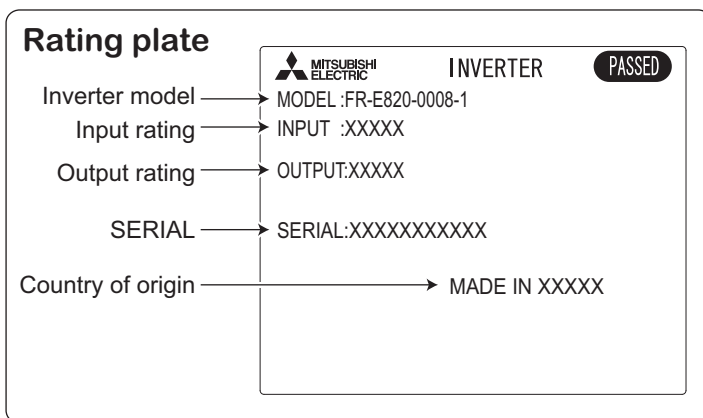 Rating plate
MITSUBISHI
ELECTRIC
INVERTER
PASSED
Inverter model
MODEL :FR-E820-0008-1
Input rating
INPUT :XXXXX
Output rating
OUTPUT:XXXXX
SERIAL
SERIAL:XXXXXXXXXXX
Country of origin
MADE IN XXXXX